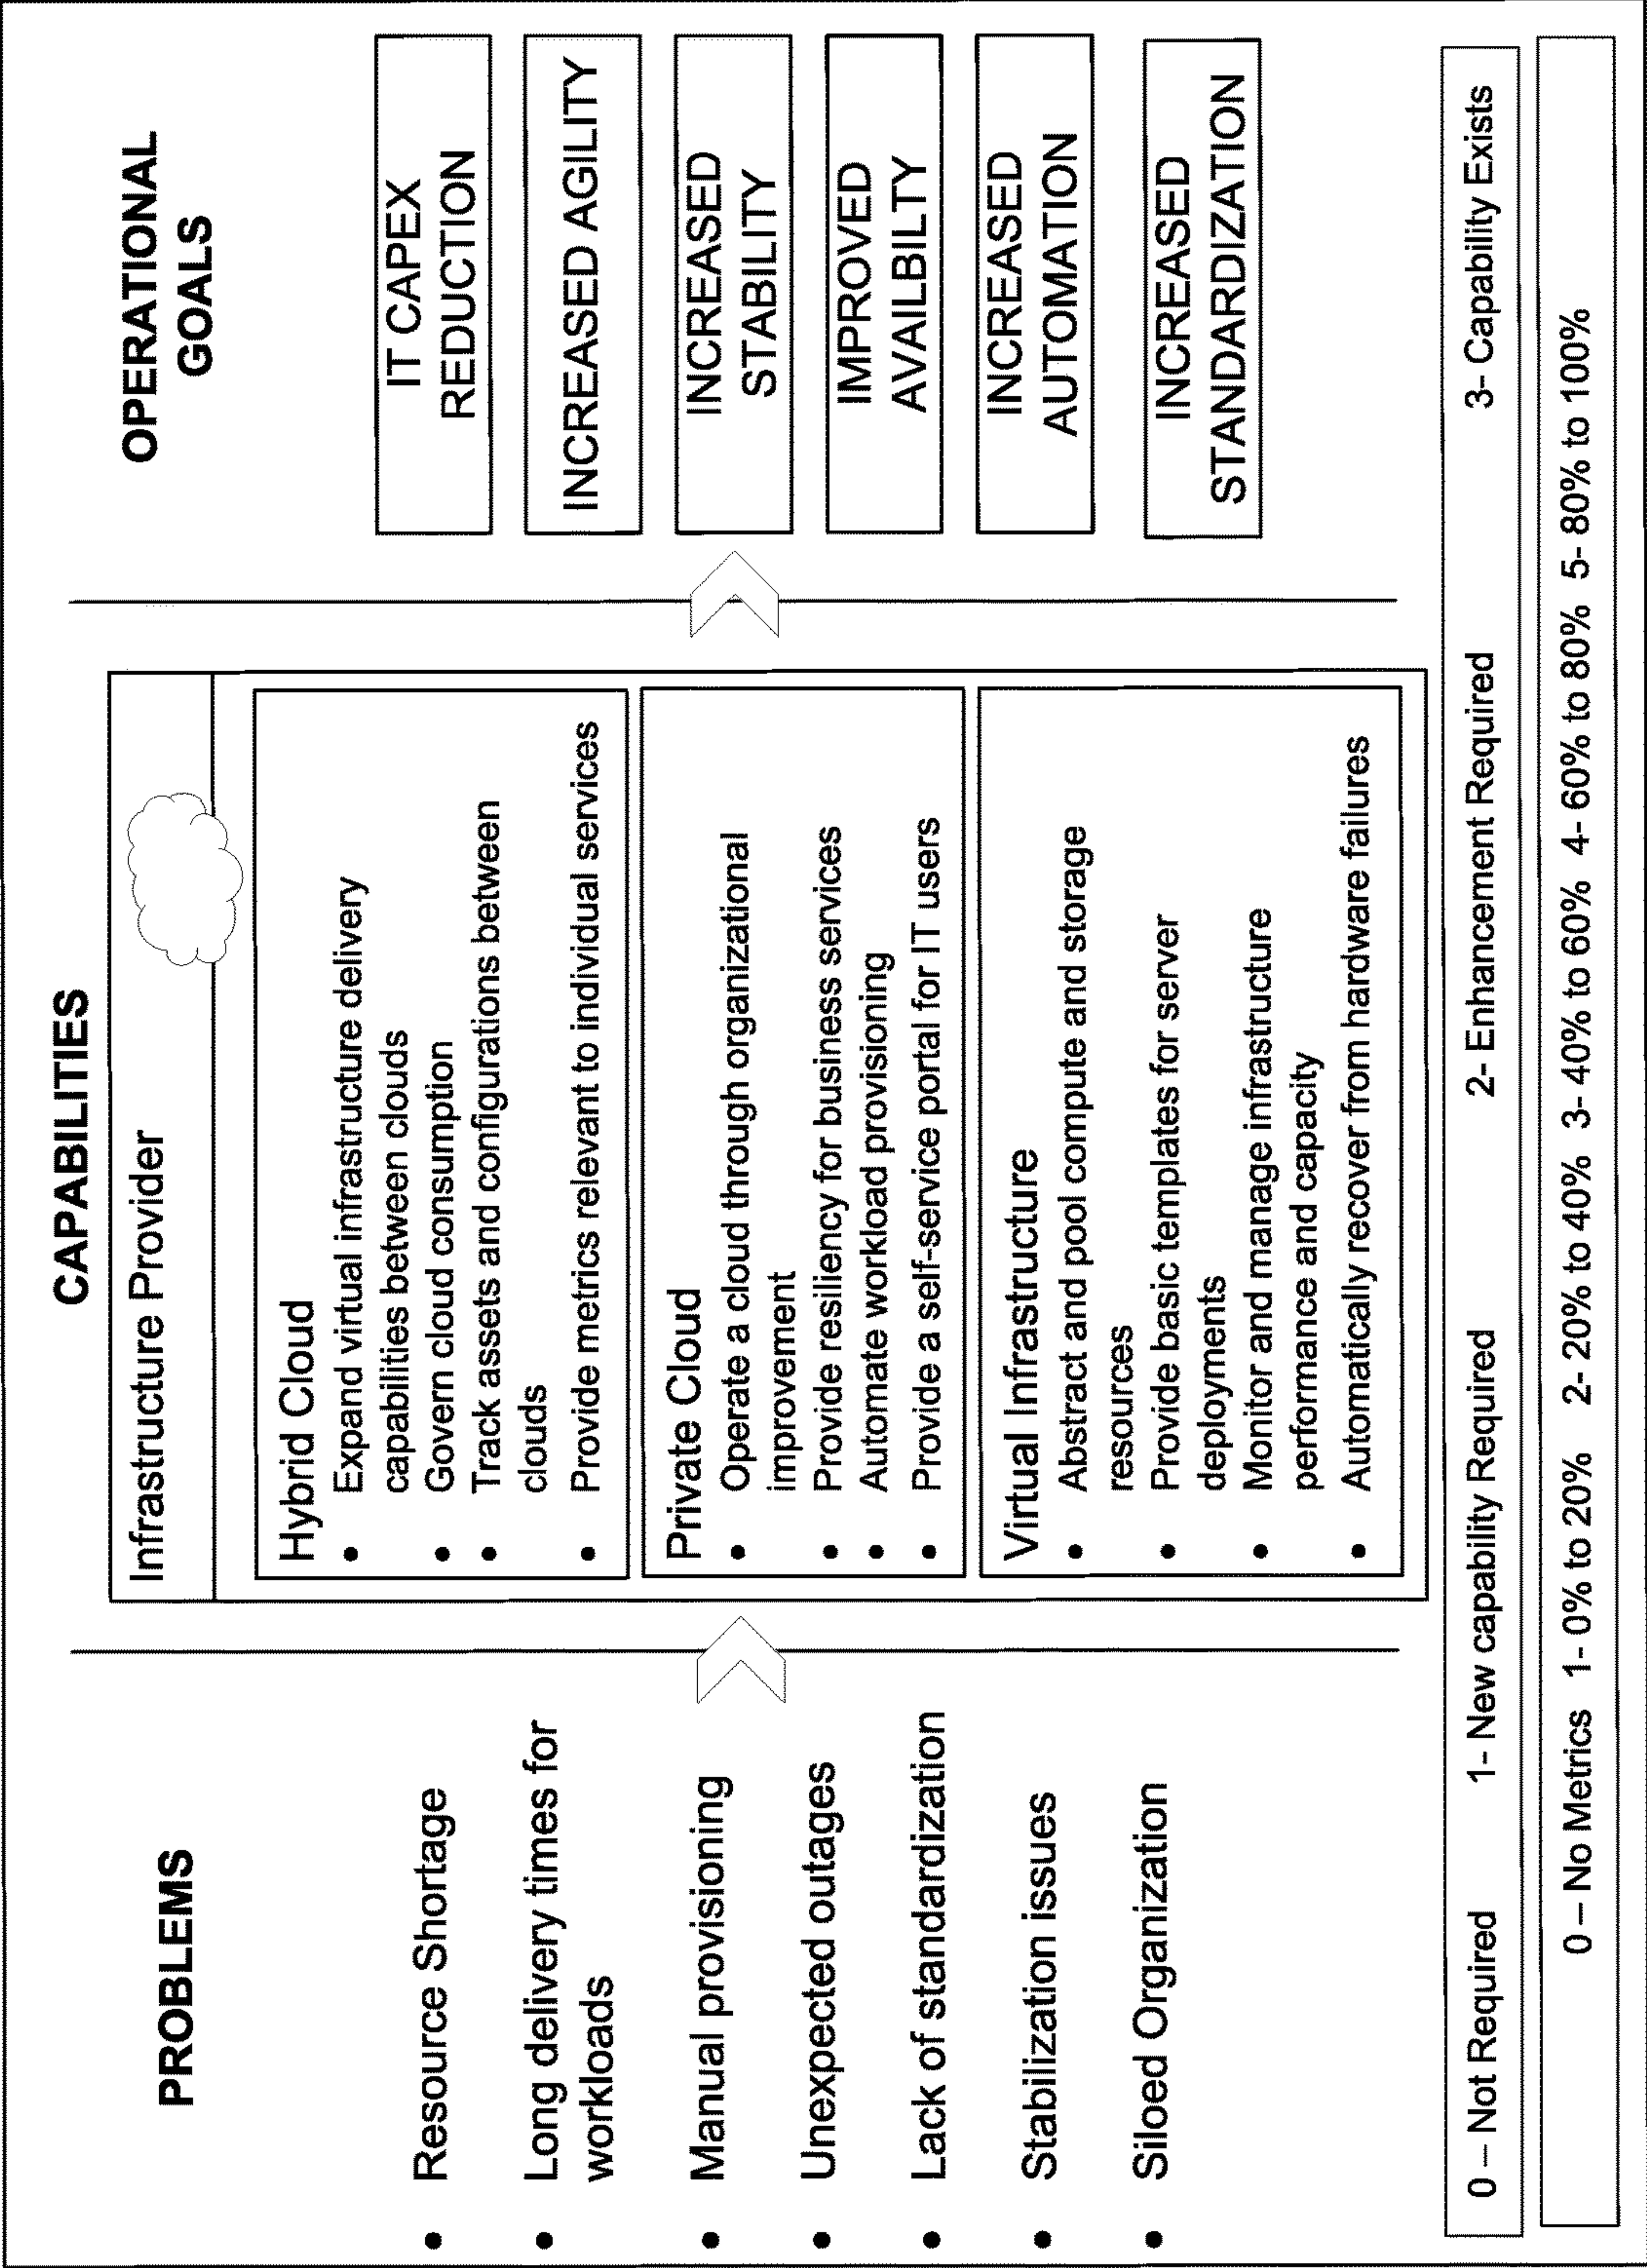 PROBLEMS
• Resource Shortage
• Long delivery times for
workloads
• Manual provisioning
• Unexpected outages
• Lack of standardization
• Stabilization issues
• Siloed Organization
CAPABILITIES
Infrastructure Provider
Hybrid Cloud
• Expand virtual infrastructure delivery
capabilities between clouds
• Govern cloud consumption
• Track assets and configurations between
clouds
• Provide metrics relevant to individual services
Private Cloud
• Operate a cloud through organizational
improvement
• Provide resiliency for business services
• Automate workload provisioning
• Provide a self-service portal for IT users
Virtual Infrastructure
• Abstract and pool compute and storage
resources
• Provide basic templates for server
deployments
• Monitor and manage infrastructure
performance and capacity
• Automatically recover from hardware failures
OPERATIONAL
GOALS
IT CAPEX
REDUCTION
INCREASED AGILITY
INCREASED
STABILITY
IMPROVED
AVAILBILTY
INCREASED
AUTOMATION
INCREASED
STANDARDIZATION
0 – Not Required 1- New capability Required 2- Enhancement Required 3- Capability Exists
0 – No Metrics 1- 0% to 20% 2- 20% to 40% 3- 40% to 60% 4- 60% to 80% 5- 80% to 100%